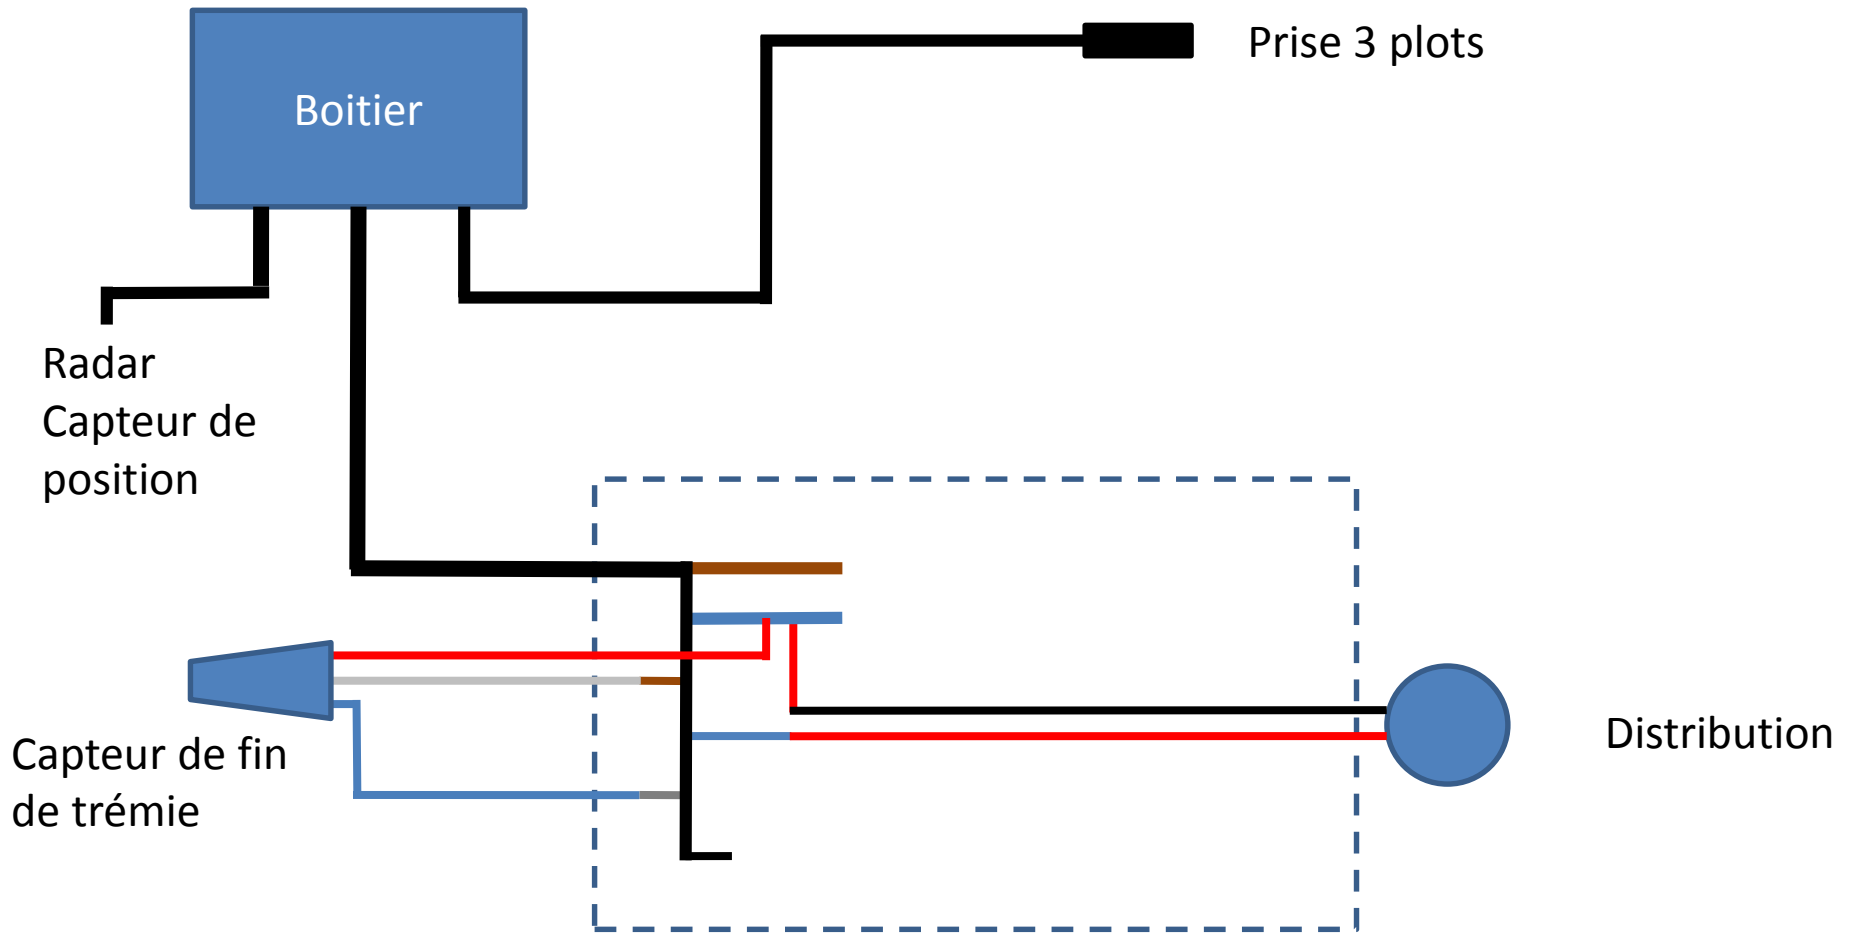 Prise 3 plots
Boitier
Radar
Capteur de
position
Capteur de fin
de trémie
Distribution